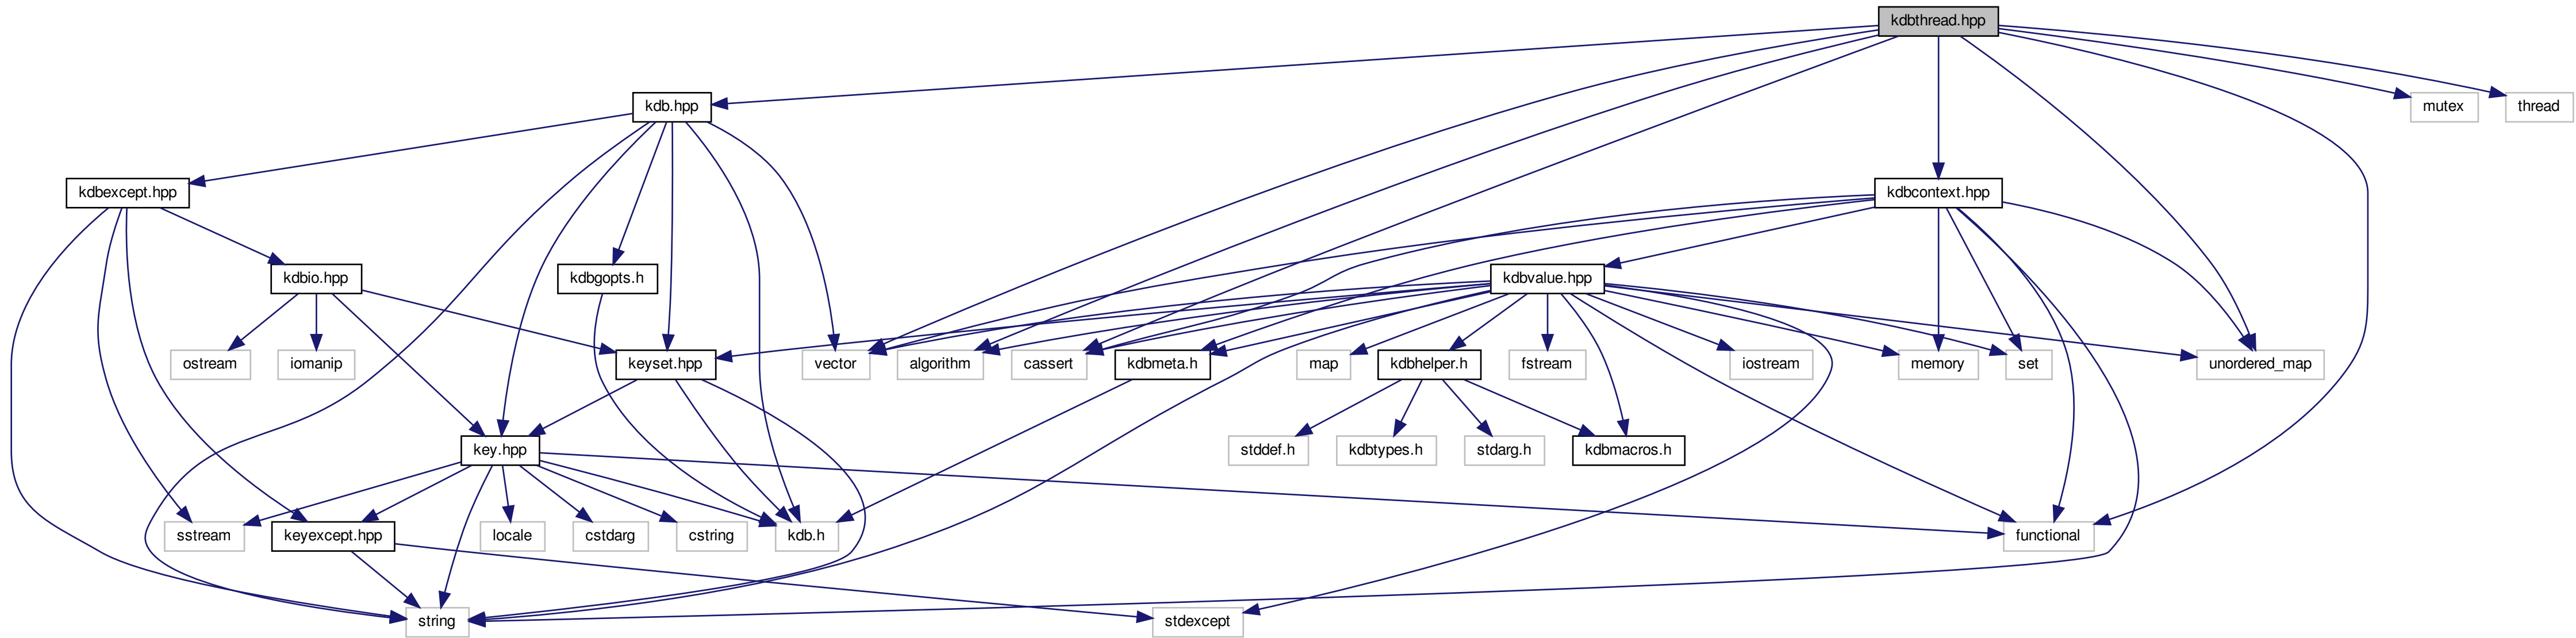 kdbthread.hpp
kdb.hpp
mutex
thread
kdbexcept.hpp
kdbcontext.hpp
kdbio.hpp
kdbgopts.h
kdbvalue.hpp
ostream
iomanip
keyset.hpp
vector
algorithm
cassert
kdbmeta.h
map
kdbhelper.h
fstream
iostream
memory
set
unordered_map
key.hpp
stddef.h
kdbtypes.h
stdarg.h
kdbmacros.h
sstream
keyexcept.hpp
locale
cstdarg
cstring
kdb.h
functional
string
stdexcept